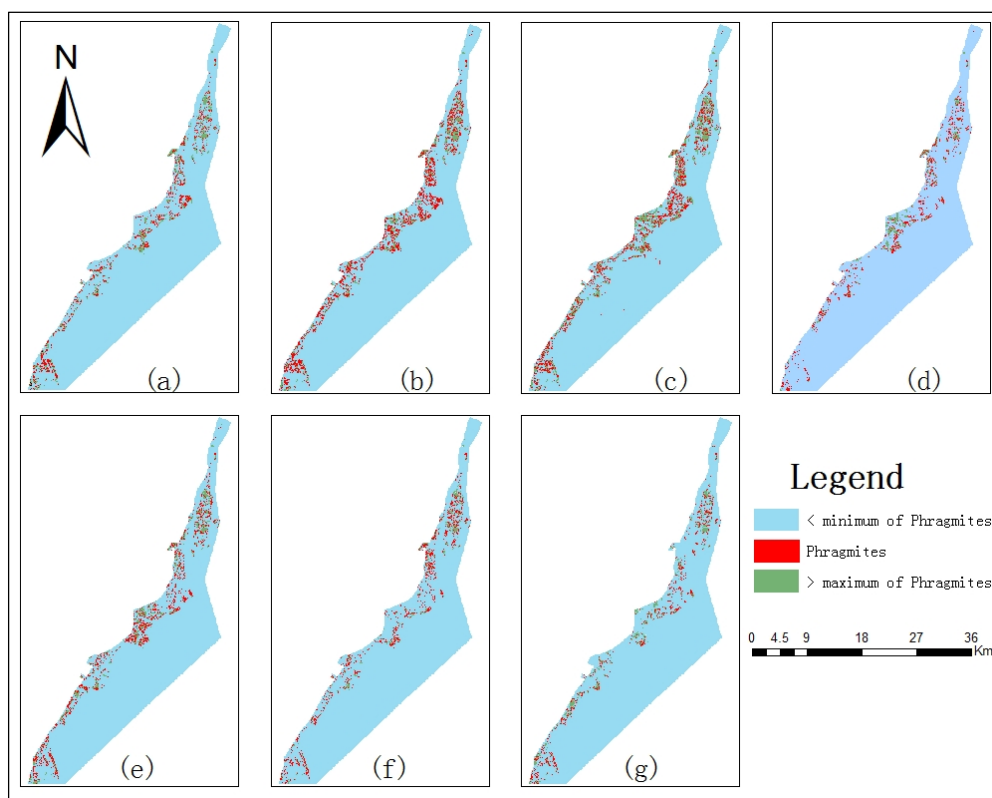 N
(a)
(b)
(c)
(d)
(e)
(f)
(g)
Legend
< minimum of Phragmites
Phragmites
> maximum of Phragmites
0 4.5 9 18 27 36
Km